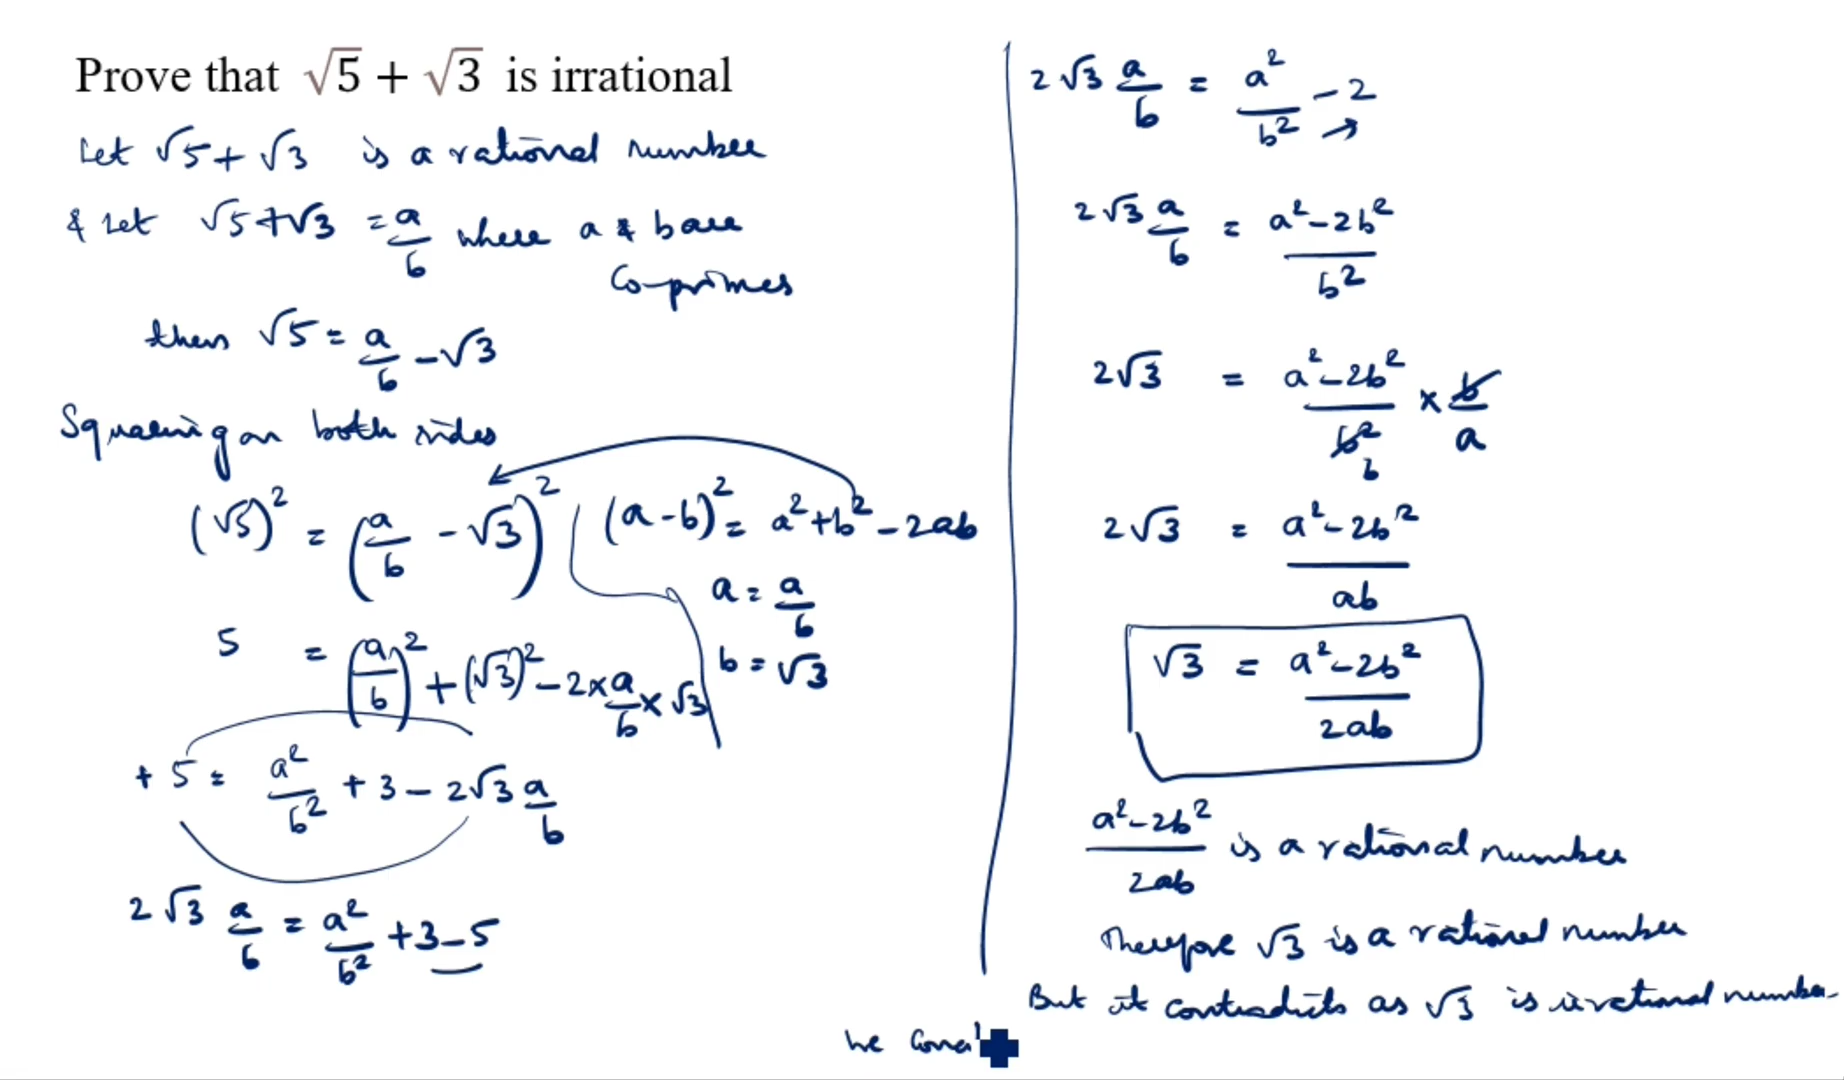 Prove that √5 + √3 is irrational
Let √5 + √3 is a rational number
& Let √5 + √3 = a/b where a & b are
Co-primes
then √5 = a/b - √3
Squaring on both sides
(√5)² = (a/b - √3)²
(a-b)² = a² + b² - 2ab
a = a/b
b = √3
5 = (a/b)² + (√3)² - 2 × a/b × √3
+ 5 = a²/b² + 3 - 2√3 a/b
2√3 a/b = a²/b² + 3 - 5
2√3 a/b = a²/b² - 2
2√3 a/b = a² - 2b²/b²
2√3 = a² - 2b²/b² × b/a
b
2√3 = a² - 2b²/ab
√3 = a² - 2b²/2ab
a² - 2b²/2ab is a rational number
Therefore √3 is a rational number
But it contradicts as √3 is irrational number
We